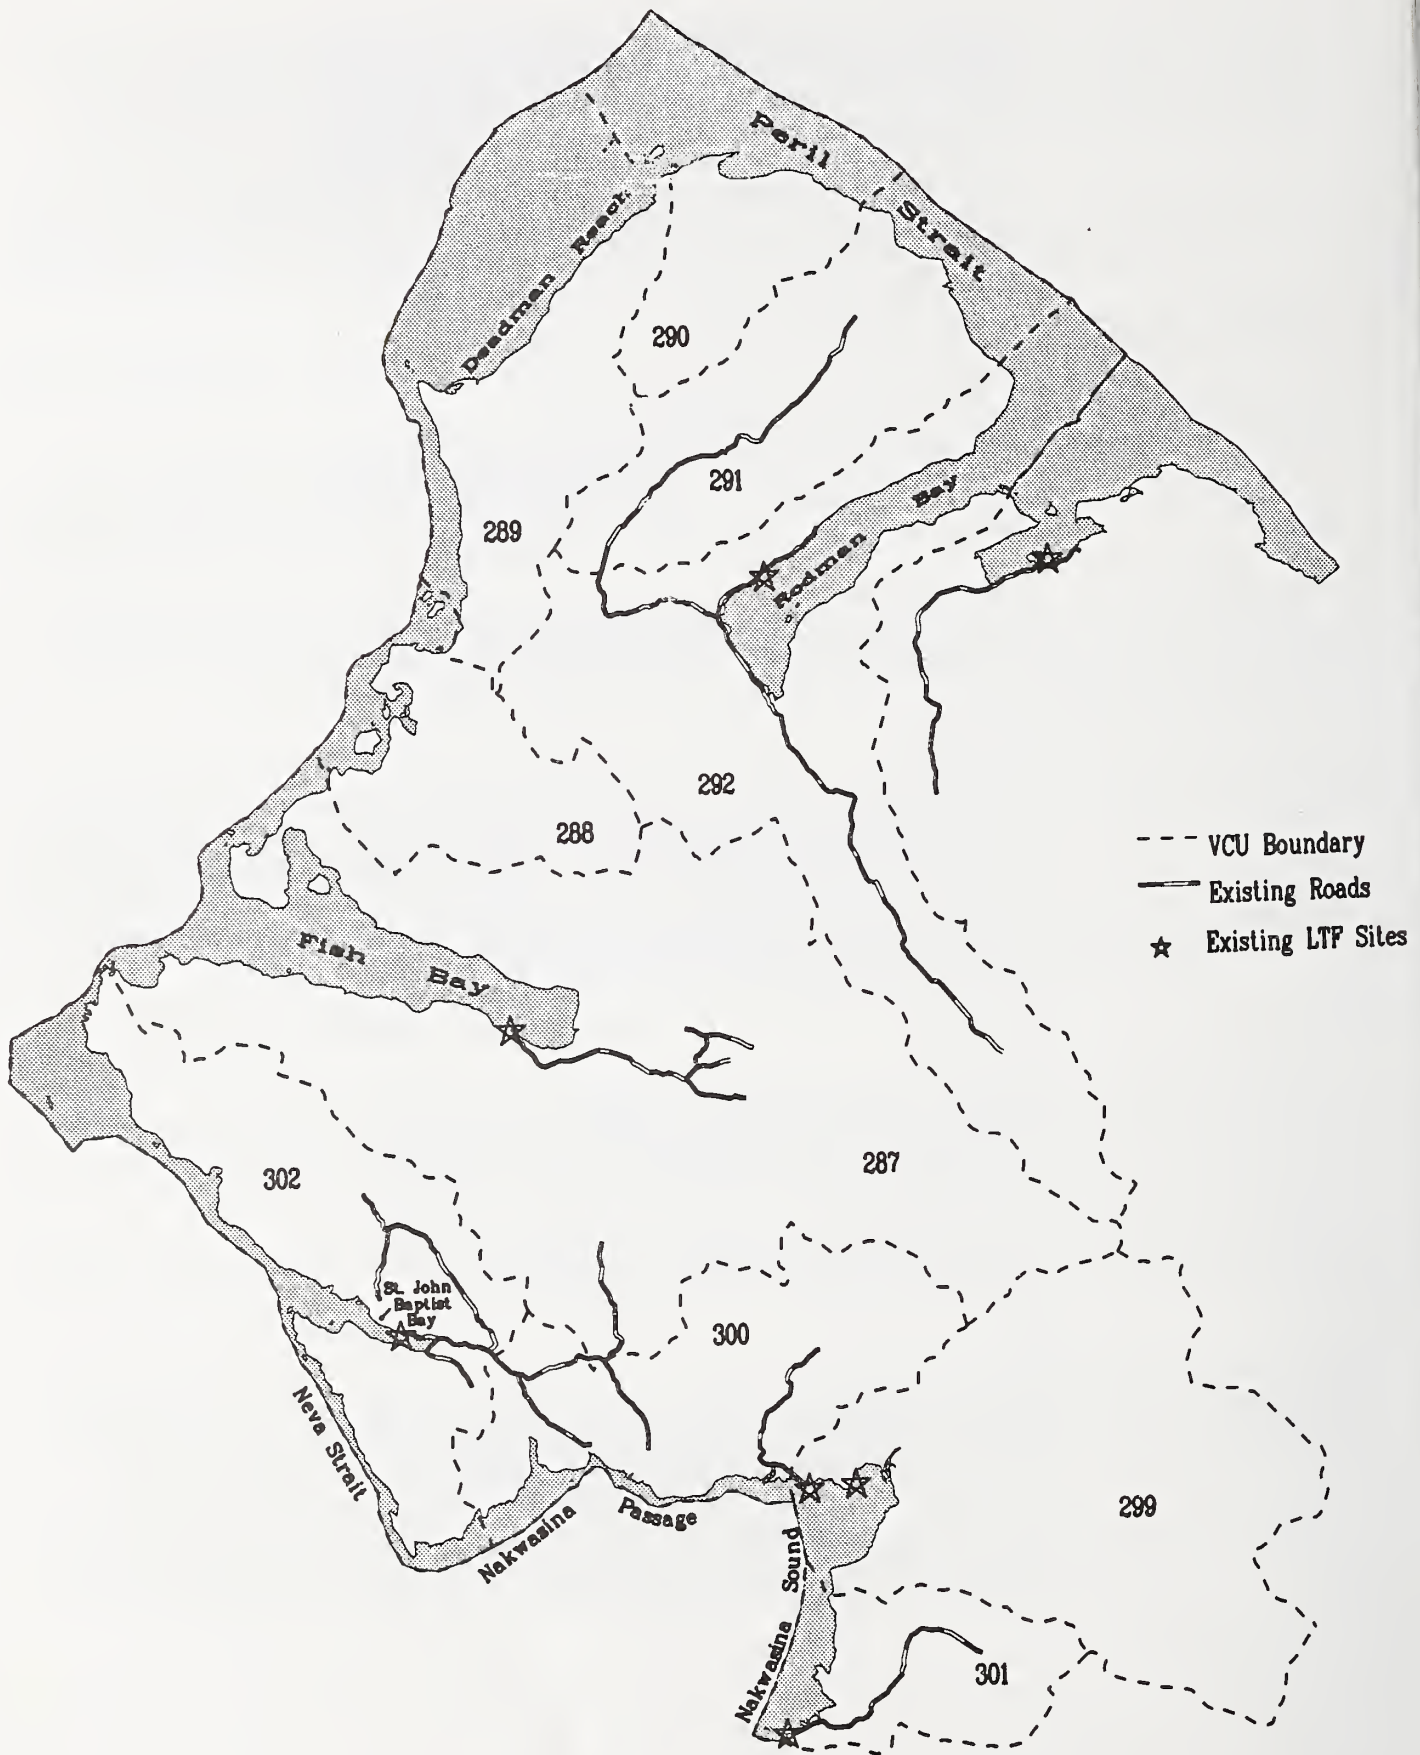 Peril
Strait
Deadman Reach
290
291
Rodman Bay
289
292
288
VCU Boundary
Existing Roads
Existing LTF Sites
Fish Bay
287
302
St. John
Baptist
Bay
300
Neva Strait
299
Nakwasina
Passage
Nakwasina Sound
301